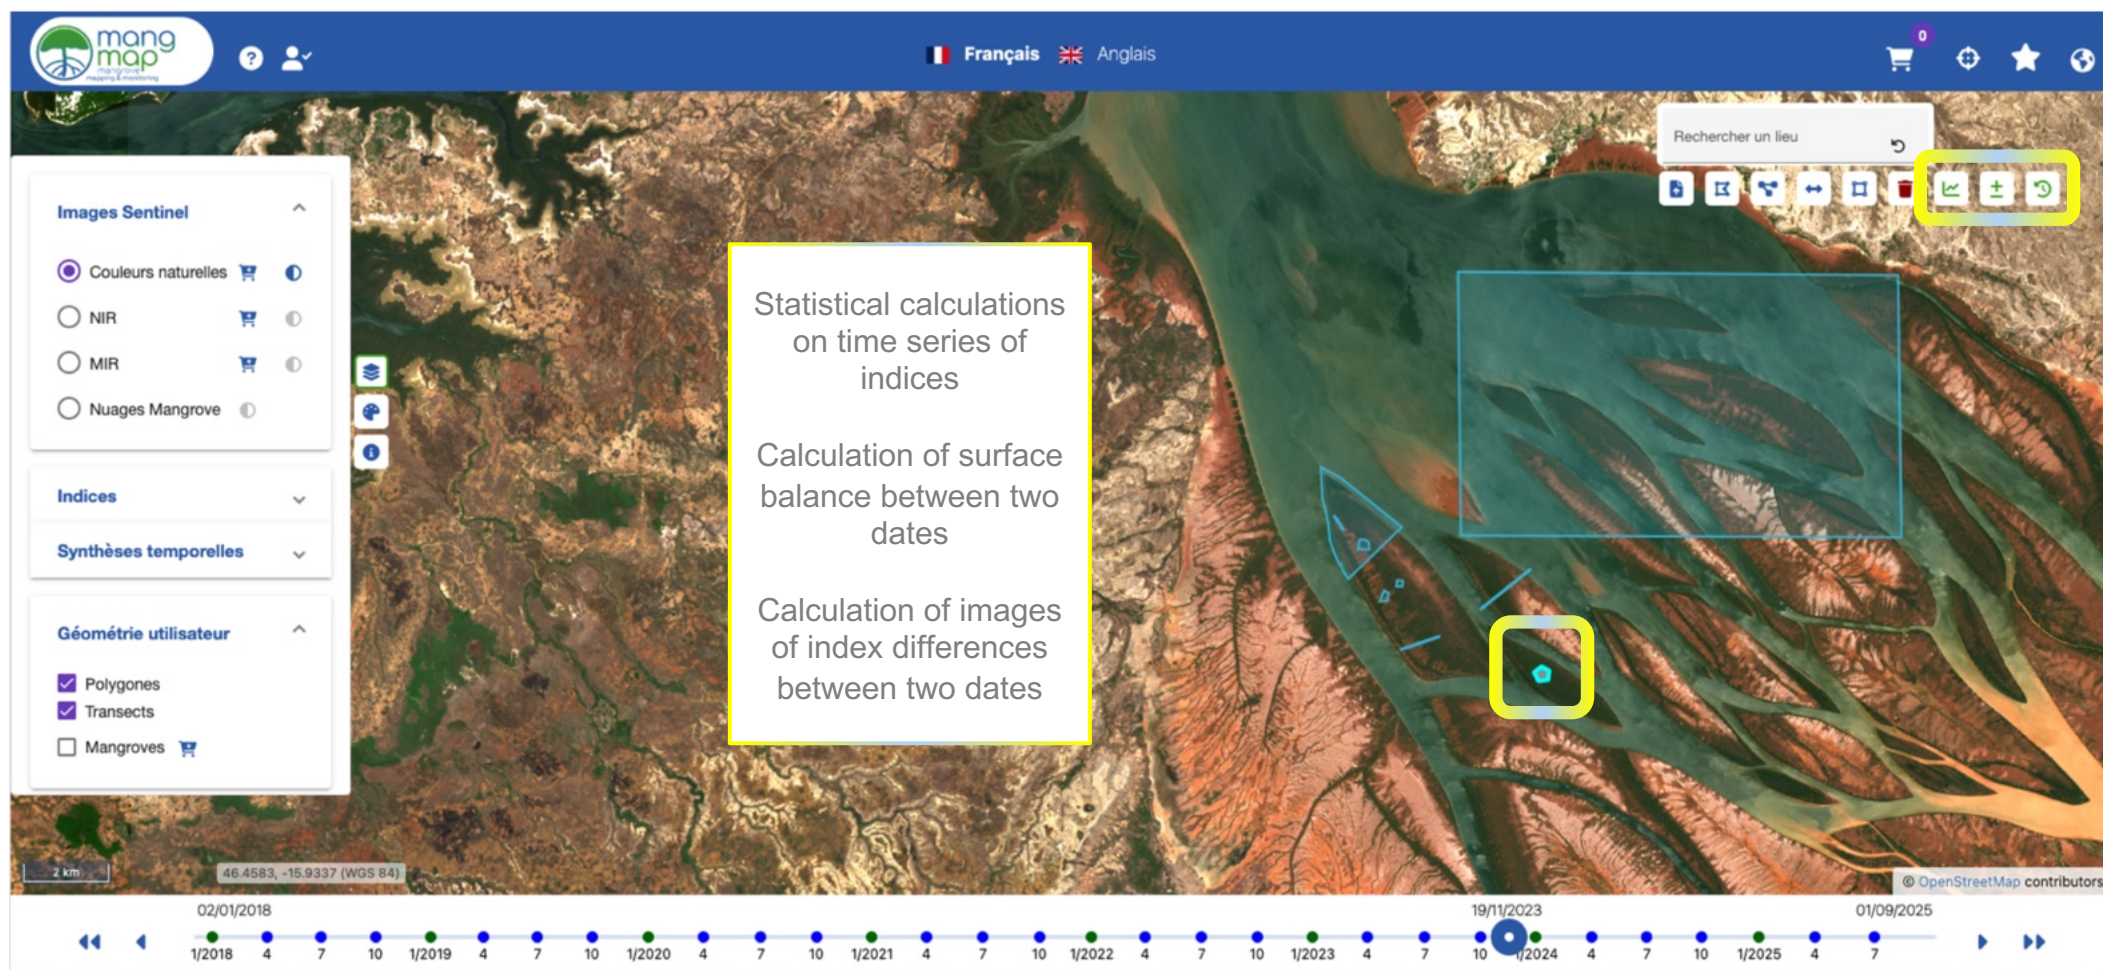 mang
map
mangrove
mapping & monitoring
Français
Anglais
0
Rechercher un lieu
Images Sentinel
Couleurs naturelles
NIR
MIR
Nuages Mangrove
Indices
Synthèses temporelles
Géométrie utilisateur
Polygones
Transects
Mangroves
Statistical calculations
on time series of
indices
Calculation of surface
balance between two
dates
Calculation of images
of index differences
between two dates
2 km
46.4583, -15.9337 (WGS 84)
© OpenStreetMap contributors
02/01/2018
19/11/2023
01/09/2025
1/2018 4 7 10 1/2019 4 7 10 1/2020 4 7 10 1/2021 4 7 10 1/2022 4 7 10 1/2023 4 7 10 1/2024 4 7 10 1/2025 4 7